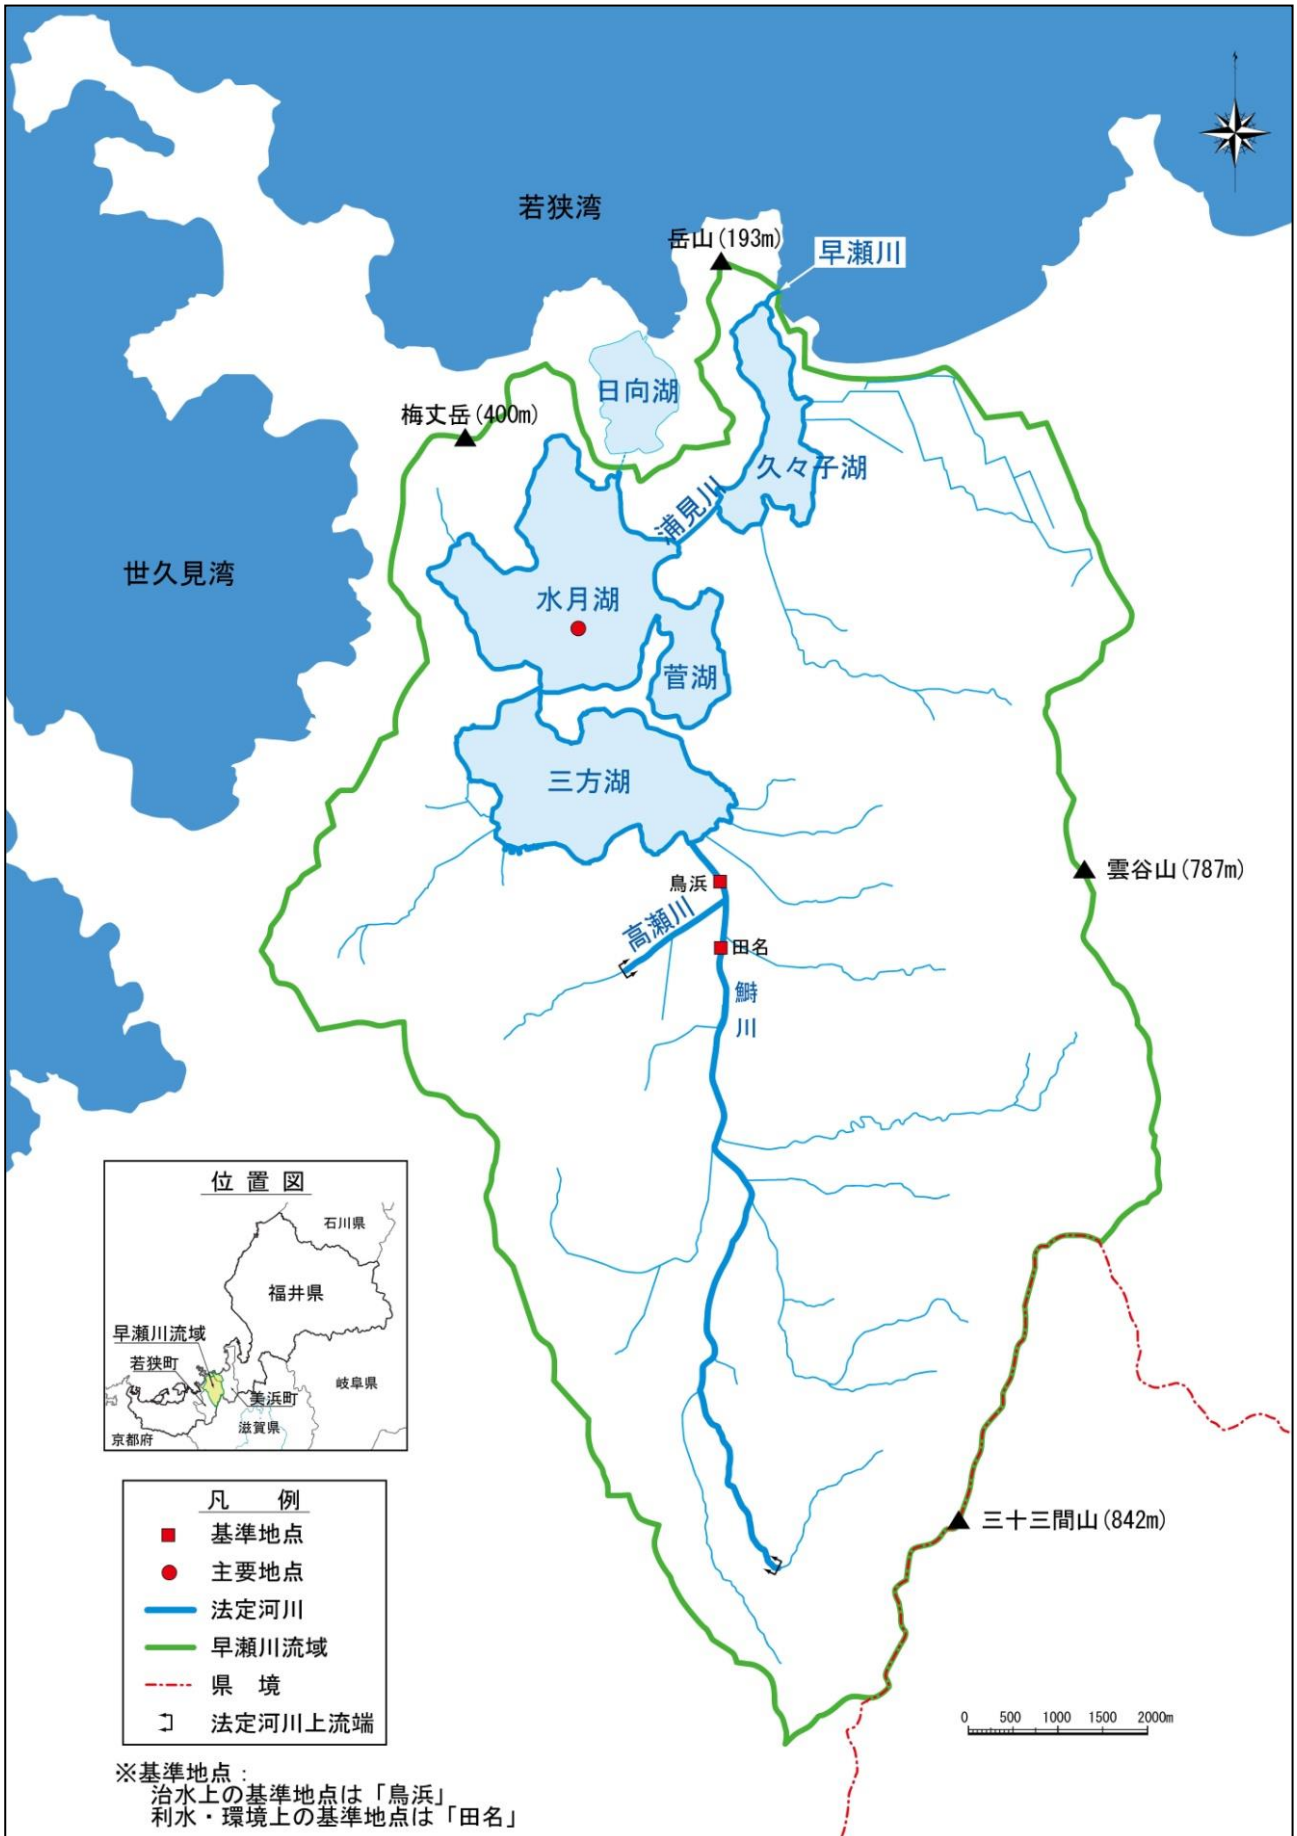 若狭湾
岳山(193m)
早瀬川
日向湖
梅丈岳(400m)
久々子湖
浦見川
世久見湾
水月湖
菅湖
三方湖
雲谷山(787m)
鳥浜
高瀬川
田名
鰣川
三十三間山(842m)
位置図
石川県
福井県
早瀬川流域
若狭町
岐阜県
美浜町
滋賀県
京都府
凡 例
基準地点
主要地点
法定河川
早瀬川流域
県 境
法定河川上流端
0 500 1000 1500 2000m
※基準地点:
治水上の基準地点は「鳥浜」
利水・環境上の基準地点は「田名」